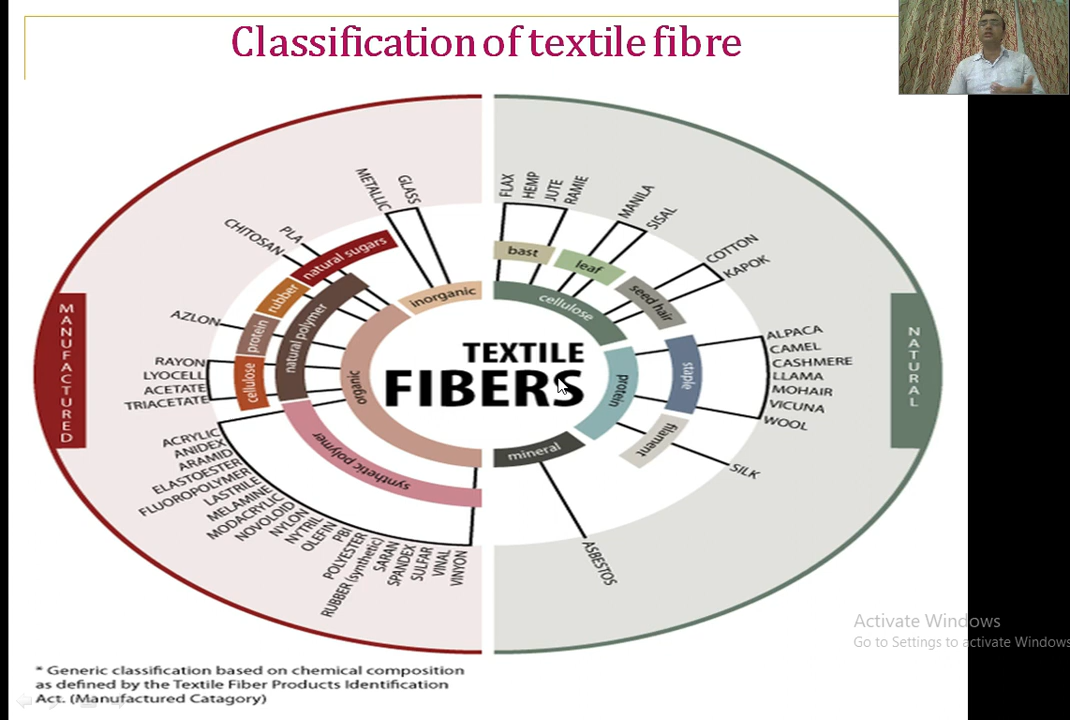 Classification of textile fibre
MANUFACTURED
NATURAL
TEXTILE
FIBERS
inorganic
METALLIC
GLASS
organic
natural polymer
natural sugars
CHITOSAN
PLA
rubber
protein
AZLON
cellulose
RAYON
LYOCELL
ACETATE
TRIACETATE
synthetic polymer
ACRYLIC
ANIDEX
ARAMID
ELASTOESTER
FLUOROPOLYMER
LASTRILE
MELAMINE
MODACRYLIC
NOVOLOID
NYLON
NYTRIL
OLEFIN
PBI
POLYESTER
RUBBER (synthetic)
SARAN
SPANDEX
SULFAR
VINAL
VINYON
cellulose
bast
FLAX
HEMP
JUTE
RAMIE
leaf
MANILA
SISAL
seed hair
COTTON
KAPOK
protein
staple
ALPACA
CAMEL
CASHMERE
LLAMA
MOHAIR
VICUNA
WOOL
filament
SILK
mineral
ASBESTOS
* Generic classification based on chemical composition
as defined by the Textile Fiber Products Identification
Act. (Manufactured Catagory)
Activate Windows
Go to Settings to activate Windows